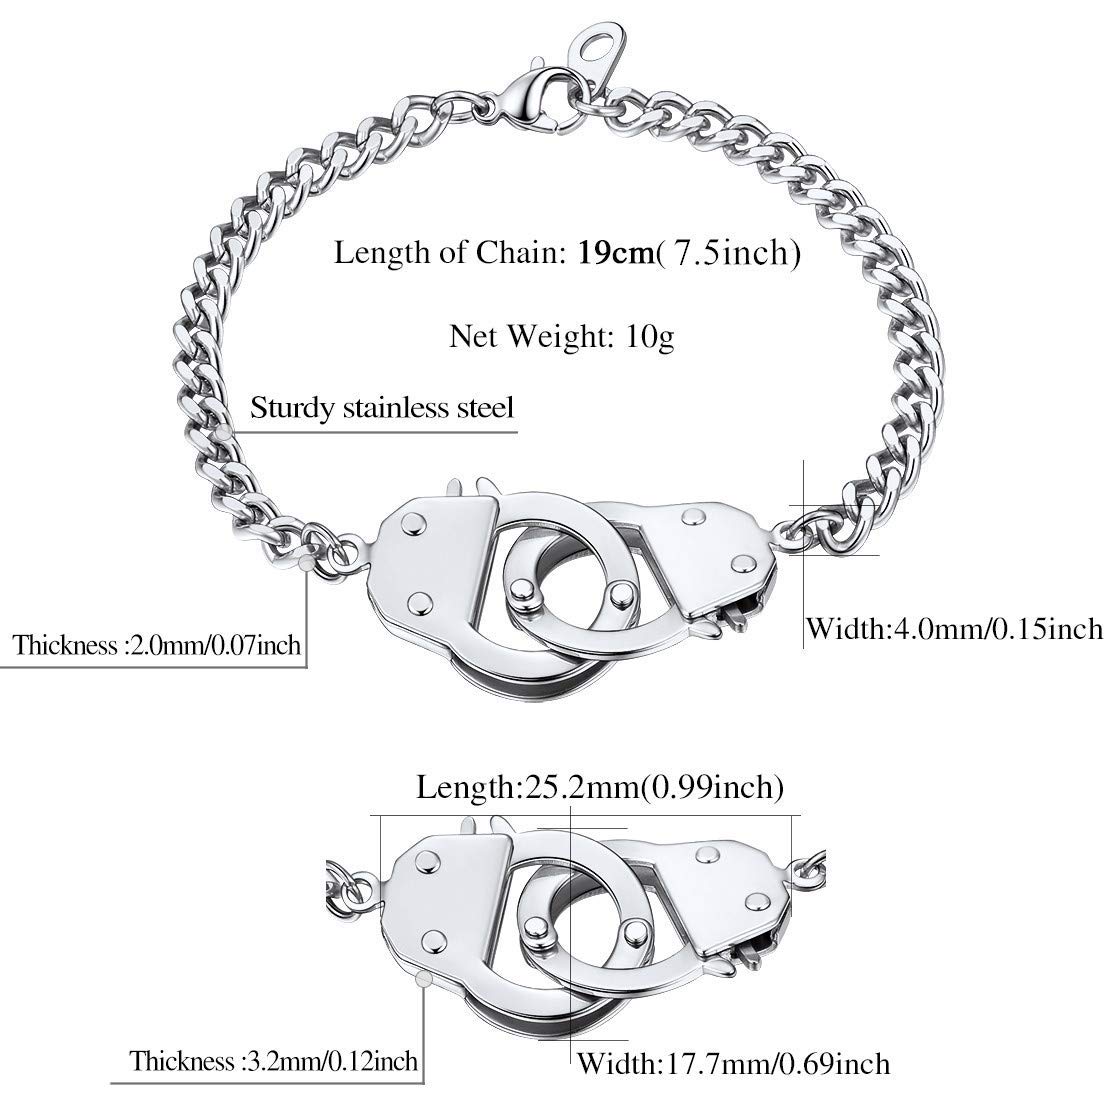 Length of Chain: 19cm( 7.5inch)
Net Weight: 10g
Sturdy stainless steel
Thickness :2.0mm/0.07inch
Width:4.0mm/0.15inch
Length:25.2mm(0.99inch)
Thickness :3.2mm/0.12inch
Width:17.7mm/0.69inch